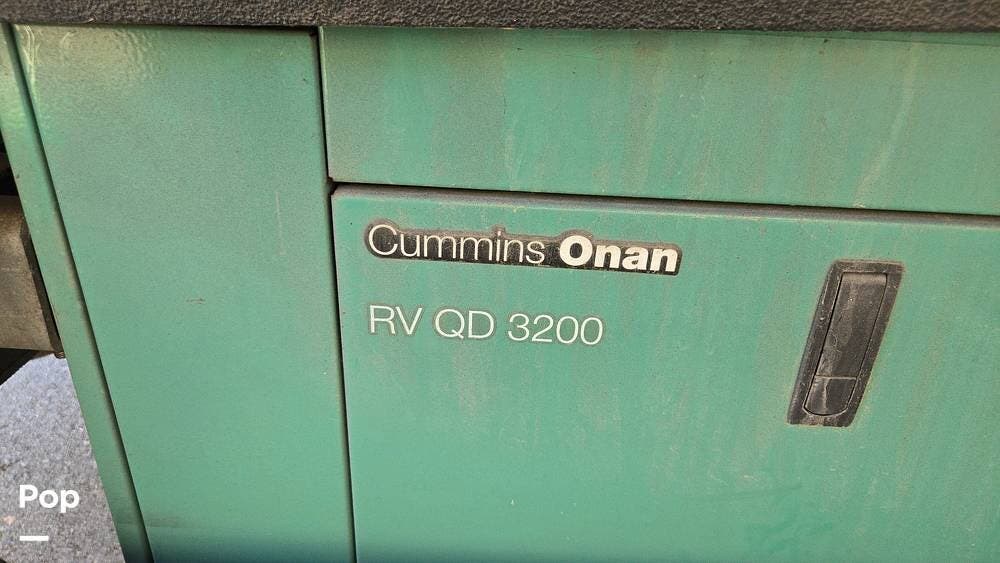 Cummins Onan
RV QD 3200
Pop